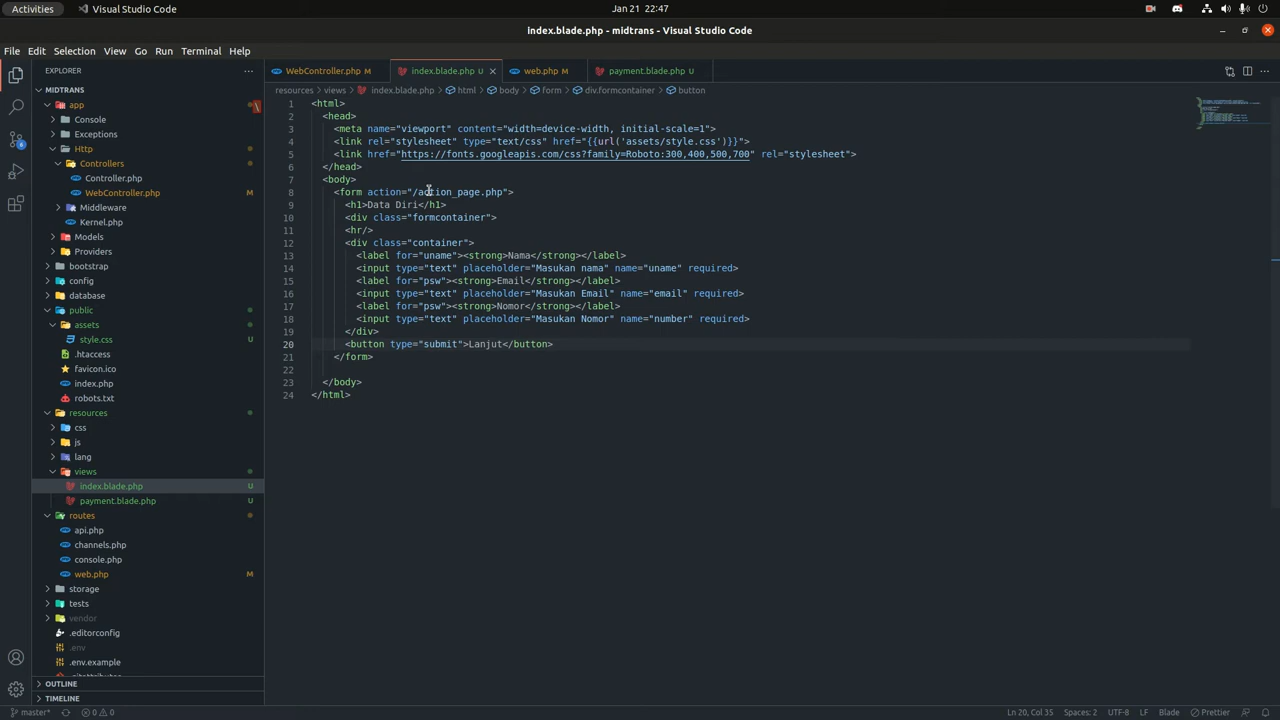 Activities
Visual Studio Code
Jan 21 22:47
index.blade.php - midtrans - Visual Studio Code
File Edit Selection View Go Run Terminal Help
EXPLORER
MIDTRANS
app
Console
Exceptions
Http
Controllers
Controller.php
WebController.php M
Middleware
Kernel.php
Models
Providers
bootstrap
config
database
public
assets
style.css
.htaccess
favicon.ico
index.php
robots.txt
resources
css
js
lang
views
index.blade.php U
payment.blade.php U
routes
api.php
channels.php
console.php
web.php M
storage
tests
vendor
.editorconfig
.env
.env.example
OUTLINE
TIMELINE
WebController.php M
index.blade.php U
web.php M
payment.blade.php U
resources > views > index.blade.php > html > body > form > div.formcontainer > button
1 <html>
2 <head>
3 <meta name="viewport" content="width=device-width, initial-scale=1">
4 <link rel="stylesheet" type="text/css" href="{{url('assets/style.css')}}">
5 <link href="https://fonts.googleapis.com/css?family=Roboto:300,400,500,700" rel="stylesheet">
6 </head>
7 <body>
8 <form action="/action_page.php">
9 <h1>Data Diri</h1>
10 <div class="formcontainer">
11 <hr/>
12 <div class="container">
13 <label for="uname"><strong>Nama</strong></label>
14 <input type="text" placeholder="Masukan nama" name="uname" required>
15 <label for="psw"><strong>Email</strong></label>
16 <input type="text" placeholder="Masukan Email" name="email" required>
17 <label for="psw"><strong>Nomor</strong></label>
18 <input type="text" placeholder="Masukan Nomor" name="number" required>
19 </div>
20 <button type="submit">Lanjut</button>
21 </form>
22
23 </body>
24 </html>
6
master*
0 0
Ln 20, Col 35 Spaces: 2 UTF-8 LF Blade Prettier